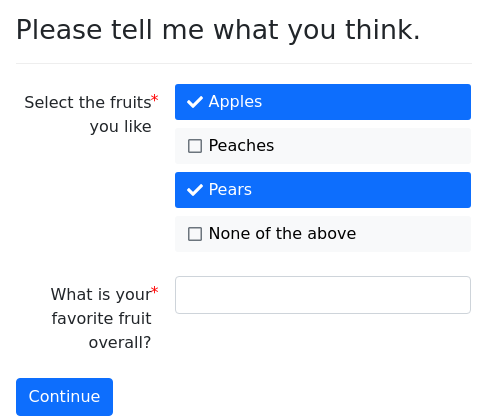 Please tell me what you think.
Select the fruits*
you like
Apples
Peaches
Pears
None of the above
What is your*
favorite fruit
overall?
Continue